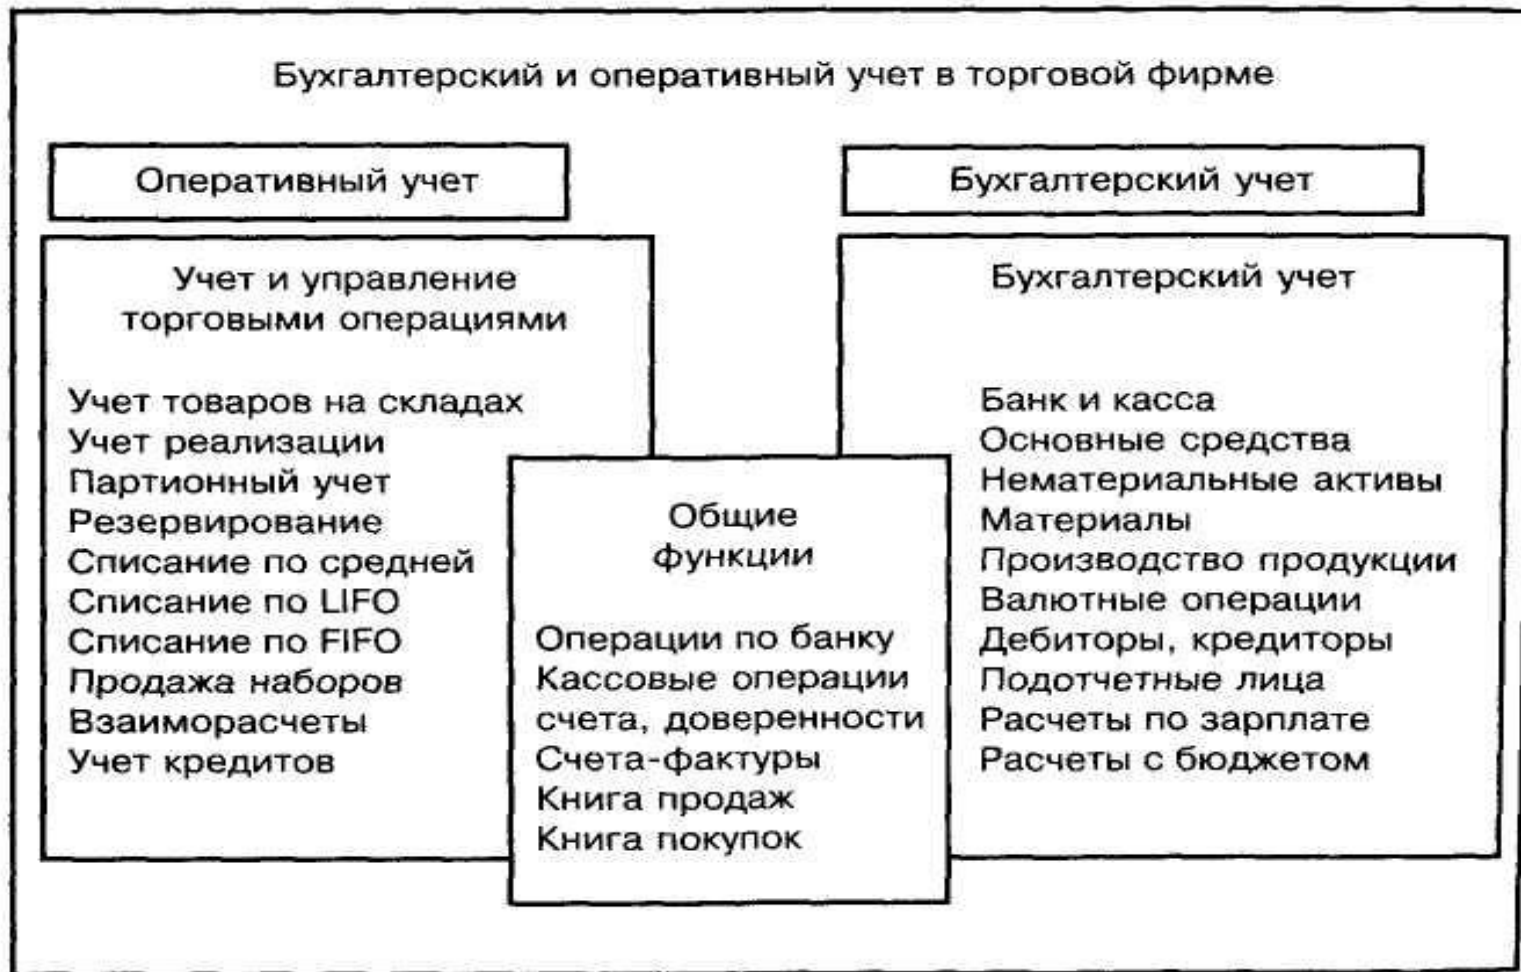 Бухгалтерский и оперативный учет в торговой фирме
Оперативный учет
Бухгалтерский учет
Учет и управление
торговыми операциями
Учет товаров на складах
Учет реализации
Партионный учет
Резервирование
Списание по средней
Списание по LIFO
Списание по FIFO
Продажа наборов
Взаиморасчеты
Учет кредитов
Общие
функции
Операции по банку
Кассовые операции
счета, доверенности
Счета-фактуры
Книга продаж
Книга покупок
Бухгалтерский учет
Банк и касса
Основные средства
Нематериальные активы
Материалы
Производство продукции
Валютные операции
Дебиторы, кредиторы
Подотчетные лица
Расчеты по зарплате
Расчеты с бюджетом